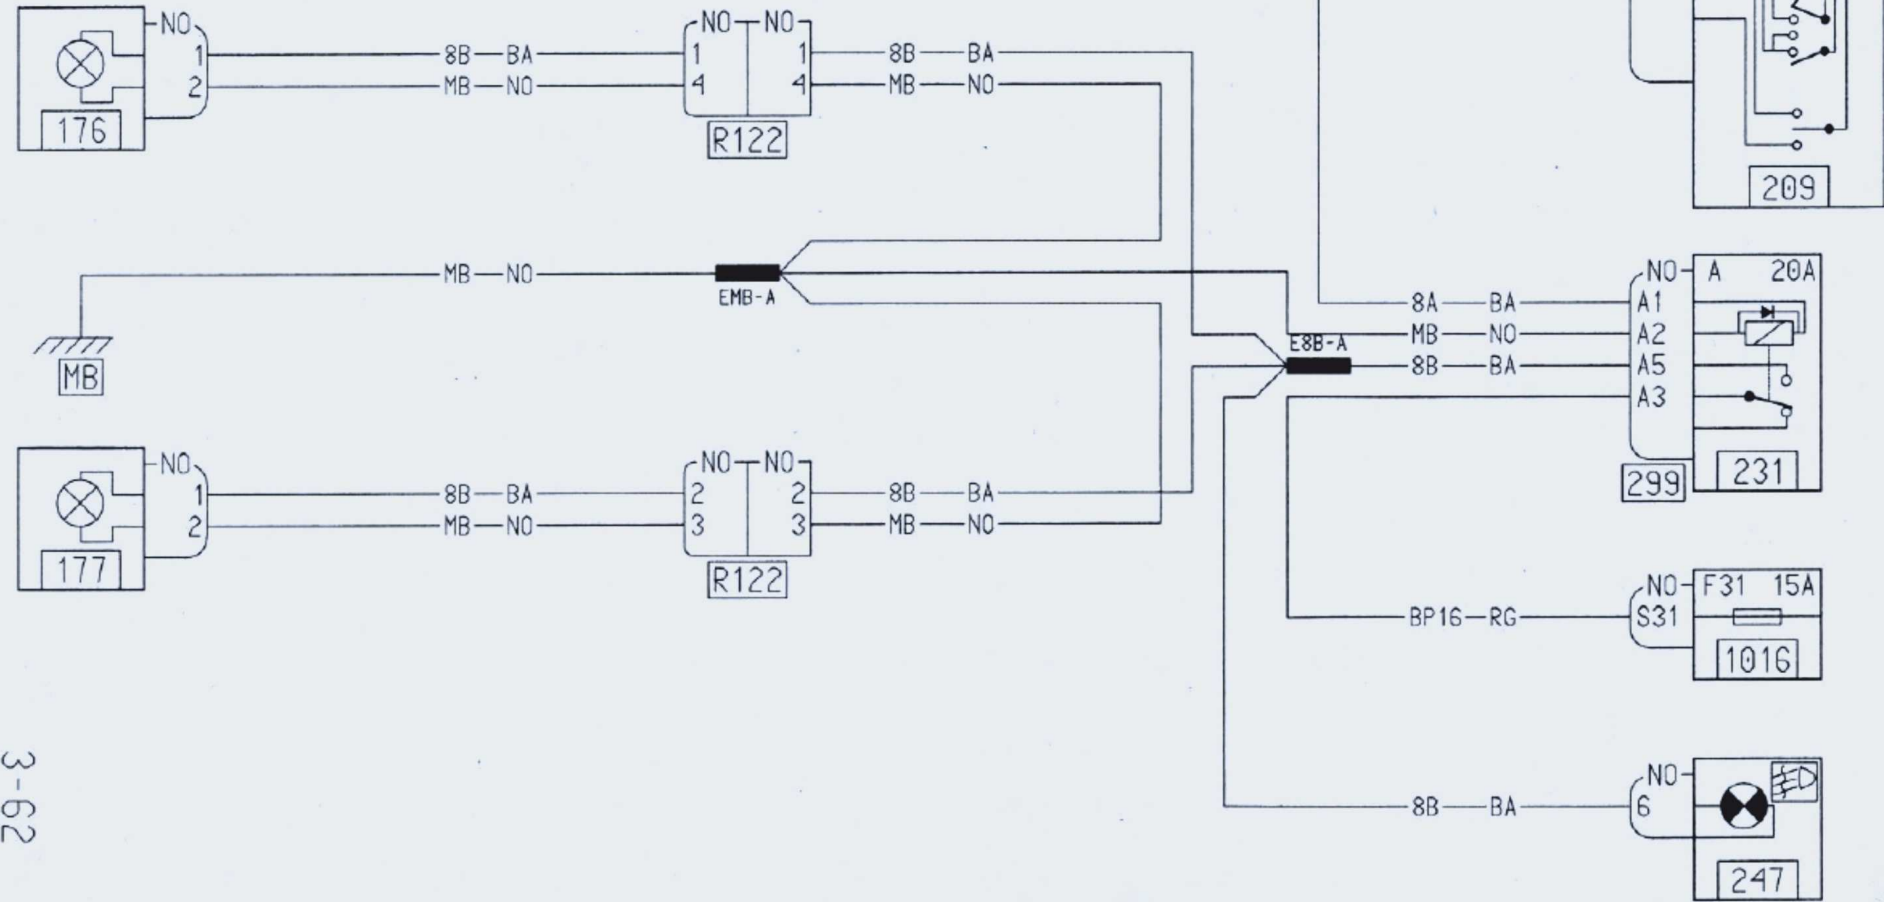 NO
1 8B BA 1
2 MB NO 4
176
NO NO
1 8B BA
4 MB NO
R122
209
MB NO
EMB-A
MB
NO A 20A
8A BA A1
MB NO A2
E8B-A
8B BA A5
A3
299
231
NO
1 8B BA 2
2 MB NO 3
177
NO NO
2 8B BA
3 MB NO
R122
NO F31 15A
BP16 RG S31
1016
NO
8B BA 6
247
3-62